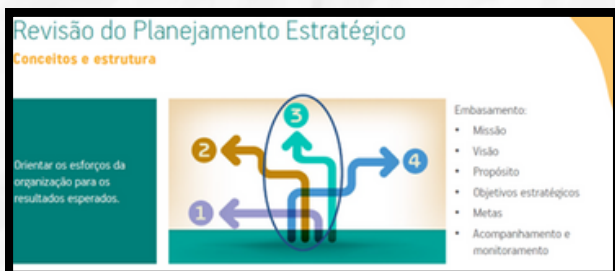 Revisão do Planejamento Estratégico
Conceitos e estrutura
Orientar os esforços da
organização para os
resultados esperados.
1
2
3
4
Embasamento:
• Missão
• Visão
• Propósito
• Objetivos estratégicos
• Metas
• Acompanhamento e
monitoramento